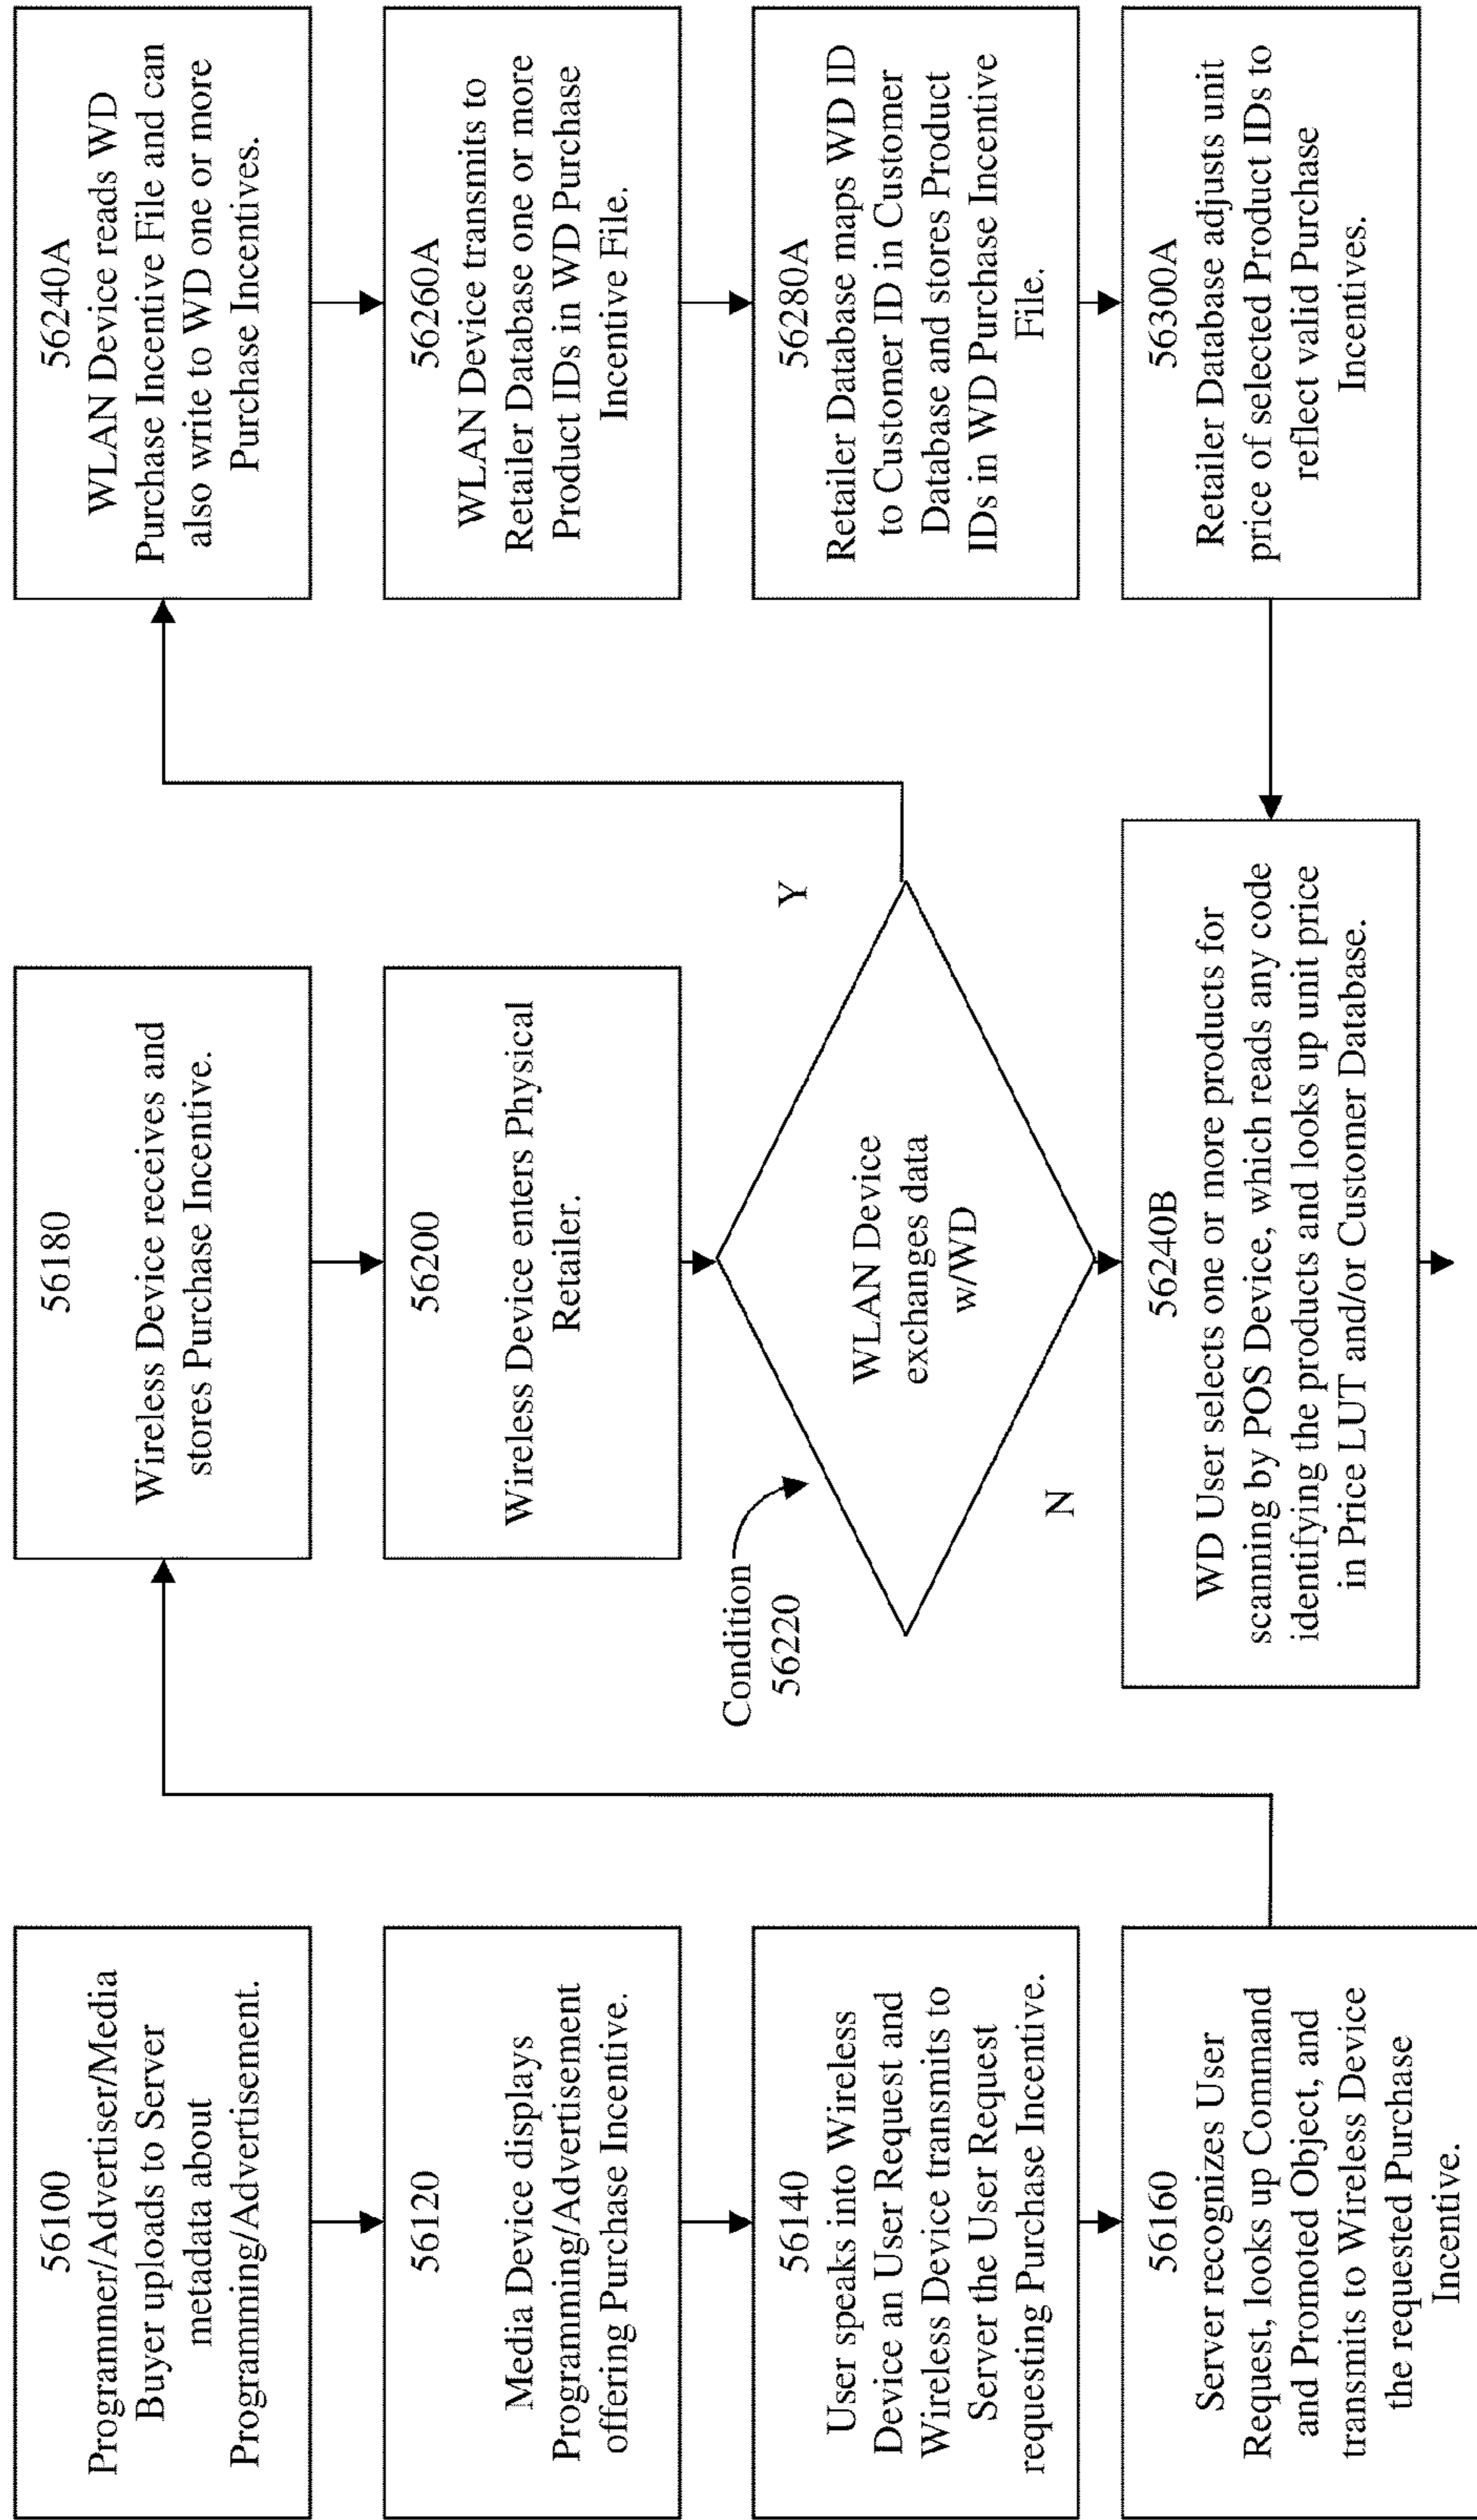 56100
Programmer/Advertiser/Media
Buyer uploads to Server
metadata about
Programming/Advertisement.
56120
Media Device displays
Programming/Advertisement
offering Purchase Incentive.
56140
User speaks into Wireless
Device an User Request and
Wireless Device transmits to
Server the User Request
requesting Purchase Incentive.
56160
Server recognizes User
Request, looks up Command
and Promoted Object, and
transmits to Wireless Device
the requested Purchase
Incentive.
56180
Wireless Device receives and
stores Purchase Incentive.
56200
Wireless Device enters Physical
Retailer.
Condition
56220
WLAN Device
exchanges data
w/WD
Y
N
56240A
WLAN Device reads WD
Purchase Incentive File and can
also write to WD one or more
Purchase Incentives.
56260A
WLAN Device transmits to
Retailer Database one or more
Product IDs in WD Purchase
Incentive File.
56280A
Retailer Database maps WD ID
to Customer ID in Customer
Database and stores Product
IDs in WD Purchase Incentive
File.
56300A
Retailer Database adjusts unit
price of selected Product IDs to
reflect valid Purchase
Incentives.
56240B
WD User selects one or more products for
scanning by POS Device, which reads any code
identifying the products and looks up unit price
in Price LUT and/or Customer Database.